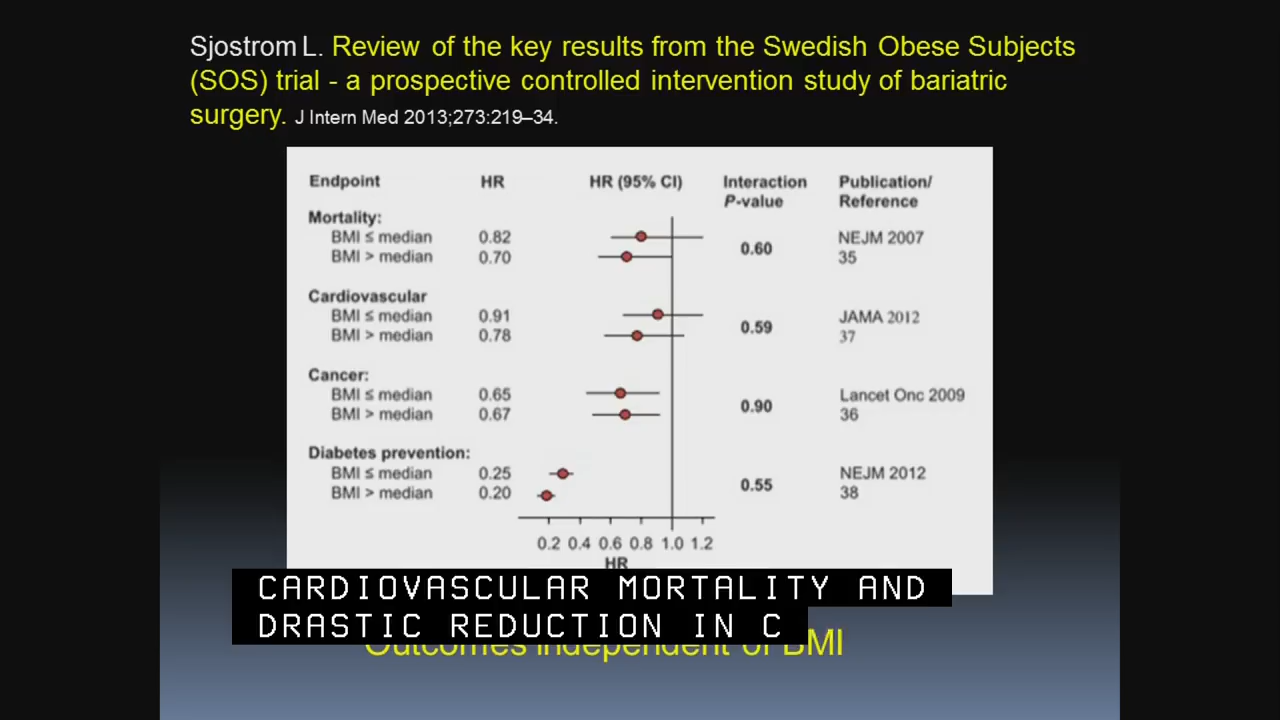 Sjostrom L. Review of the key results from the Swedish Obese Subjects
(SOS) trial - a prospective controlled intervention study of bariatric
surgery. J Intern Med 2013;273:219–34.
Endpoint HR HR (95% CI) Interaction P-value Publication/ Reference
Mortality:
BMI ≤ median 0.82 NEJM 2007
0.60
BMI > median 0.70 35
Cardiovascular
BMI ≤ median 0.91 JAMA 2012
0.59
BMI > median 0.78 37
Cancer:
BMI ≤ median 0.65 Lancet Onc 2009
0.90
BMI > median 0.67 36
Diabetes prevention:
BMI ≤ median 0.25 NEJM 2012
0.55
BMI > median 0.20 38
0.2 0.4 0.6 0.8 1.0 1.2
HR
CARDIOVASCULAR MORTALITY AND
DRASTIC REDUCTION IN C
Outcomes independent of BMI